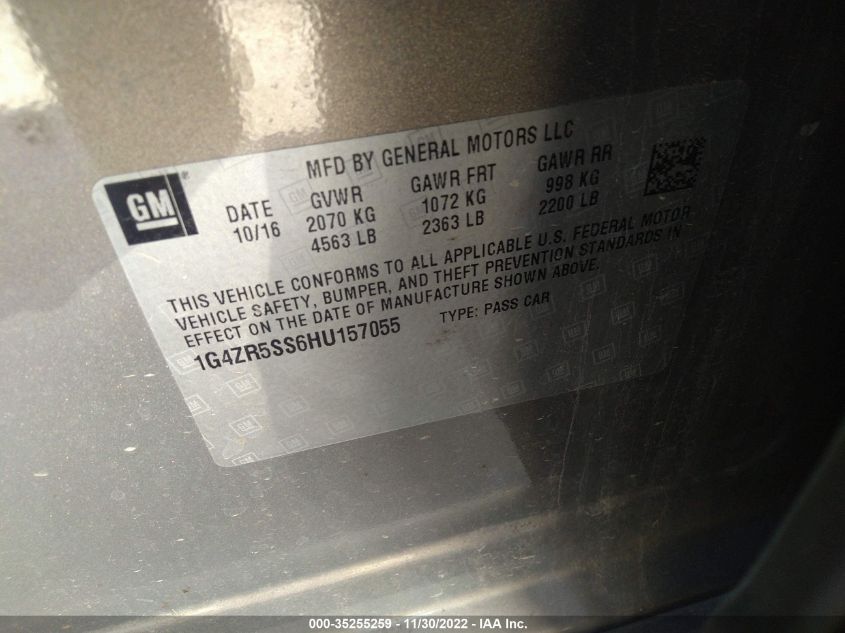 MFD BY GENERAL MOTORS LLC
GM®
DATE GVWR GAWR FRT GAWR RR
10/16 2070 KG 1072 KG 998 KG
4563 LB 2363 LB 2200 LB
THIS VEHICLE CONFORMS TO ALL APPLICABLE U.S. FEDERAL MOTOR
VEHICLE SAFETY, BUMPER, AND THEFT PREVENTION STANDARDS IN
EFFECT ON THE DATE OF MANUFACTURE SHOWN ABOVE.
1G4ZR5SS6HU157055 TYPE: PASS CAR
000-35255259 - 11/30/2022 - IAA Inc.